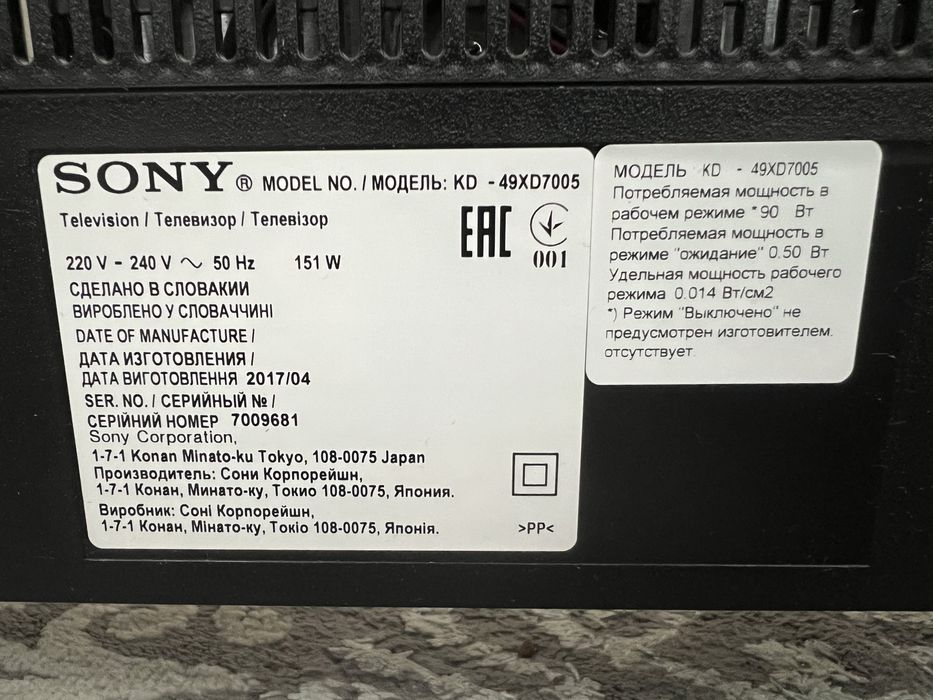 SONY® MODEL NO. / МОДЕЛЬ: KD - 49XD7005
Television / Телевизор / Телевізор
EAC
001
220 V - 240 V ~ 50 Hz 151 W
СДЕЛАНО В СЛОВАКИИ
ВИРОБЛЕНО У СЛОВАЧЧИНІ
DATE OF MANUFACTURE /
ДАТА ИЗГОТОВЛЕНИЯ /
ДАТА ВИГОТОВЛЕННЯ 2017/04
SER. NO. / СЕРИЙНЫЙ № /
СЕРІЙНИЙ НОМЕР 7009681
Sony Corporation,
1-7-1 Konan Minato-ku Tokyo, 108-0075 Japan
Производитель: Сони Корпорейшн,
1-7-1 Конан, Минато-ку, Токио 108-0075, Япония.
Виробник: Соні Корпорейшн,
1-7-1 Конан, Мінато-ку, Токіо 108-0075, Японія.
>PP<
МОДЕЛЬ KD - 49XD7005
Потребляемая мощность в
рабочем режиме *90 Вт
Потребляемая мощность в
режиме "ожидание" 0.50 Вт
Удельная мощность рабочего
режима 0.014 Вт/см2
*) Режим "Выключено" не
предусмотрен изготовителем.
отсутствует.